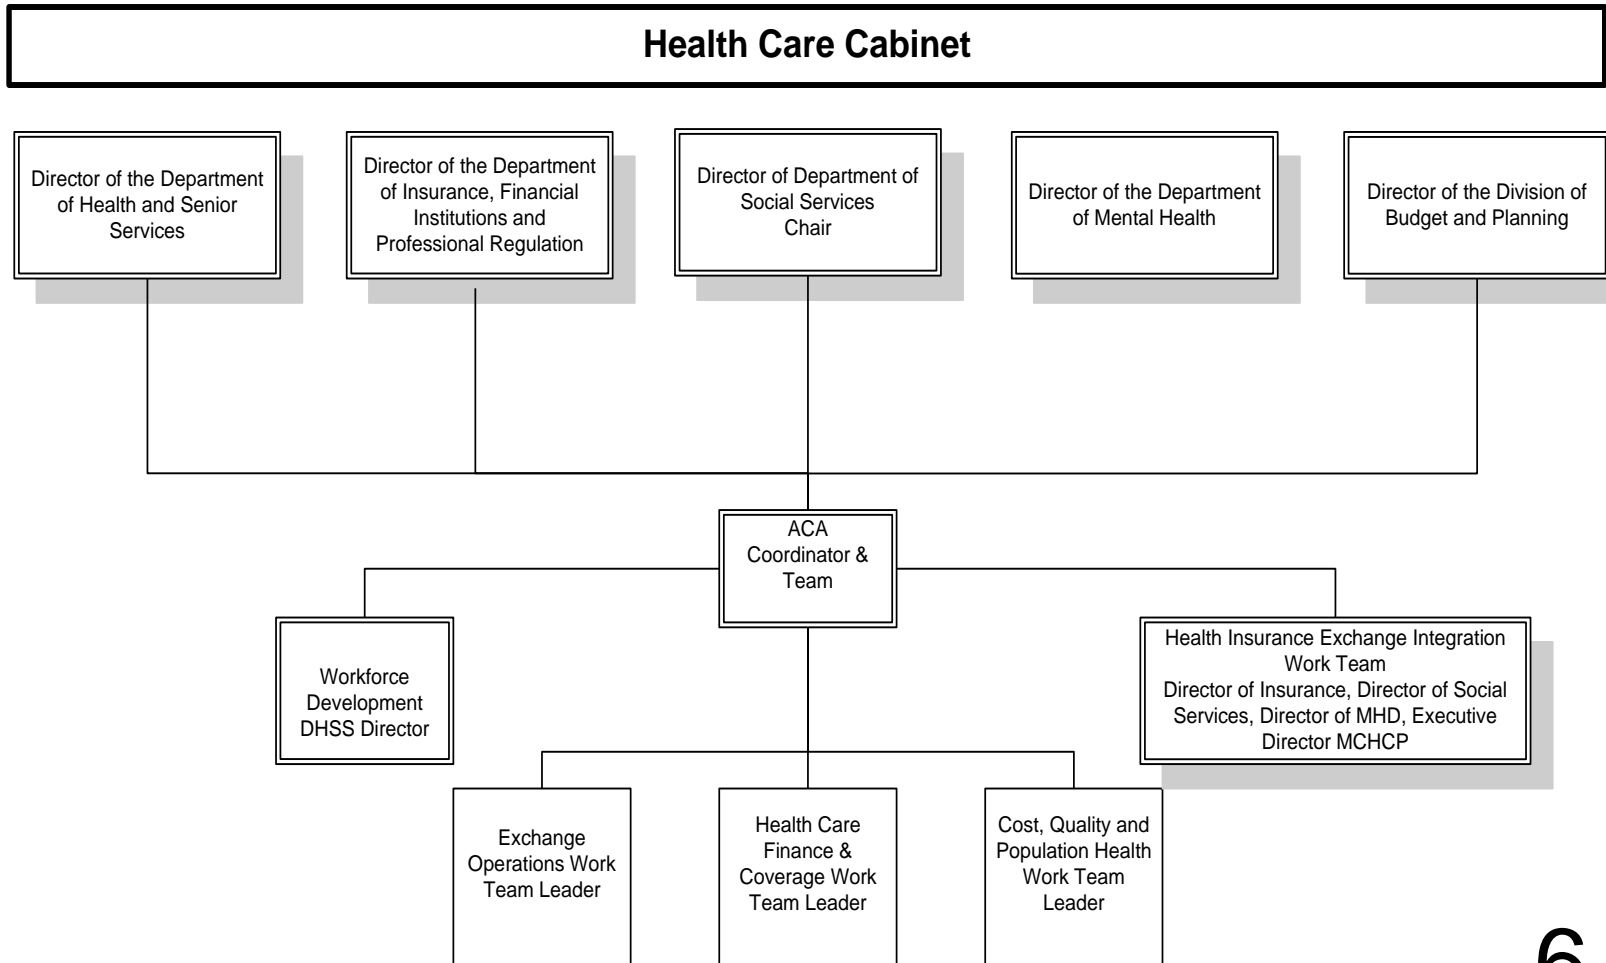 Health Care Cabinet
Director of the Department
of Health and Senior
Services
Director of the Department
of Insurance, Financial
Institutions and
Professional Regulation
Director of Department of
Social Services
Chair
Director of the Department
of Mental Health
Director of the Division of
Budget and Planning
ACA
Coordinator &
Team
Workforce
Development
DHSS Director
Health Insurance Exchange Integration
Work Team
Director of Insurance, Director of Social
Services, Director of MHD, Executive
Director MCHCP
Exchange
Operations Work
Team Leader
Health Care
Finance &
Coverage Work
Team Leader
Cost, Quality and
Population Health
Work Team
Leader
6